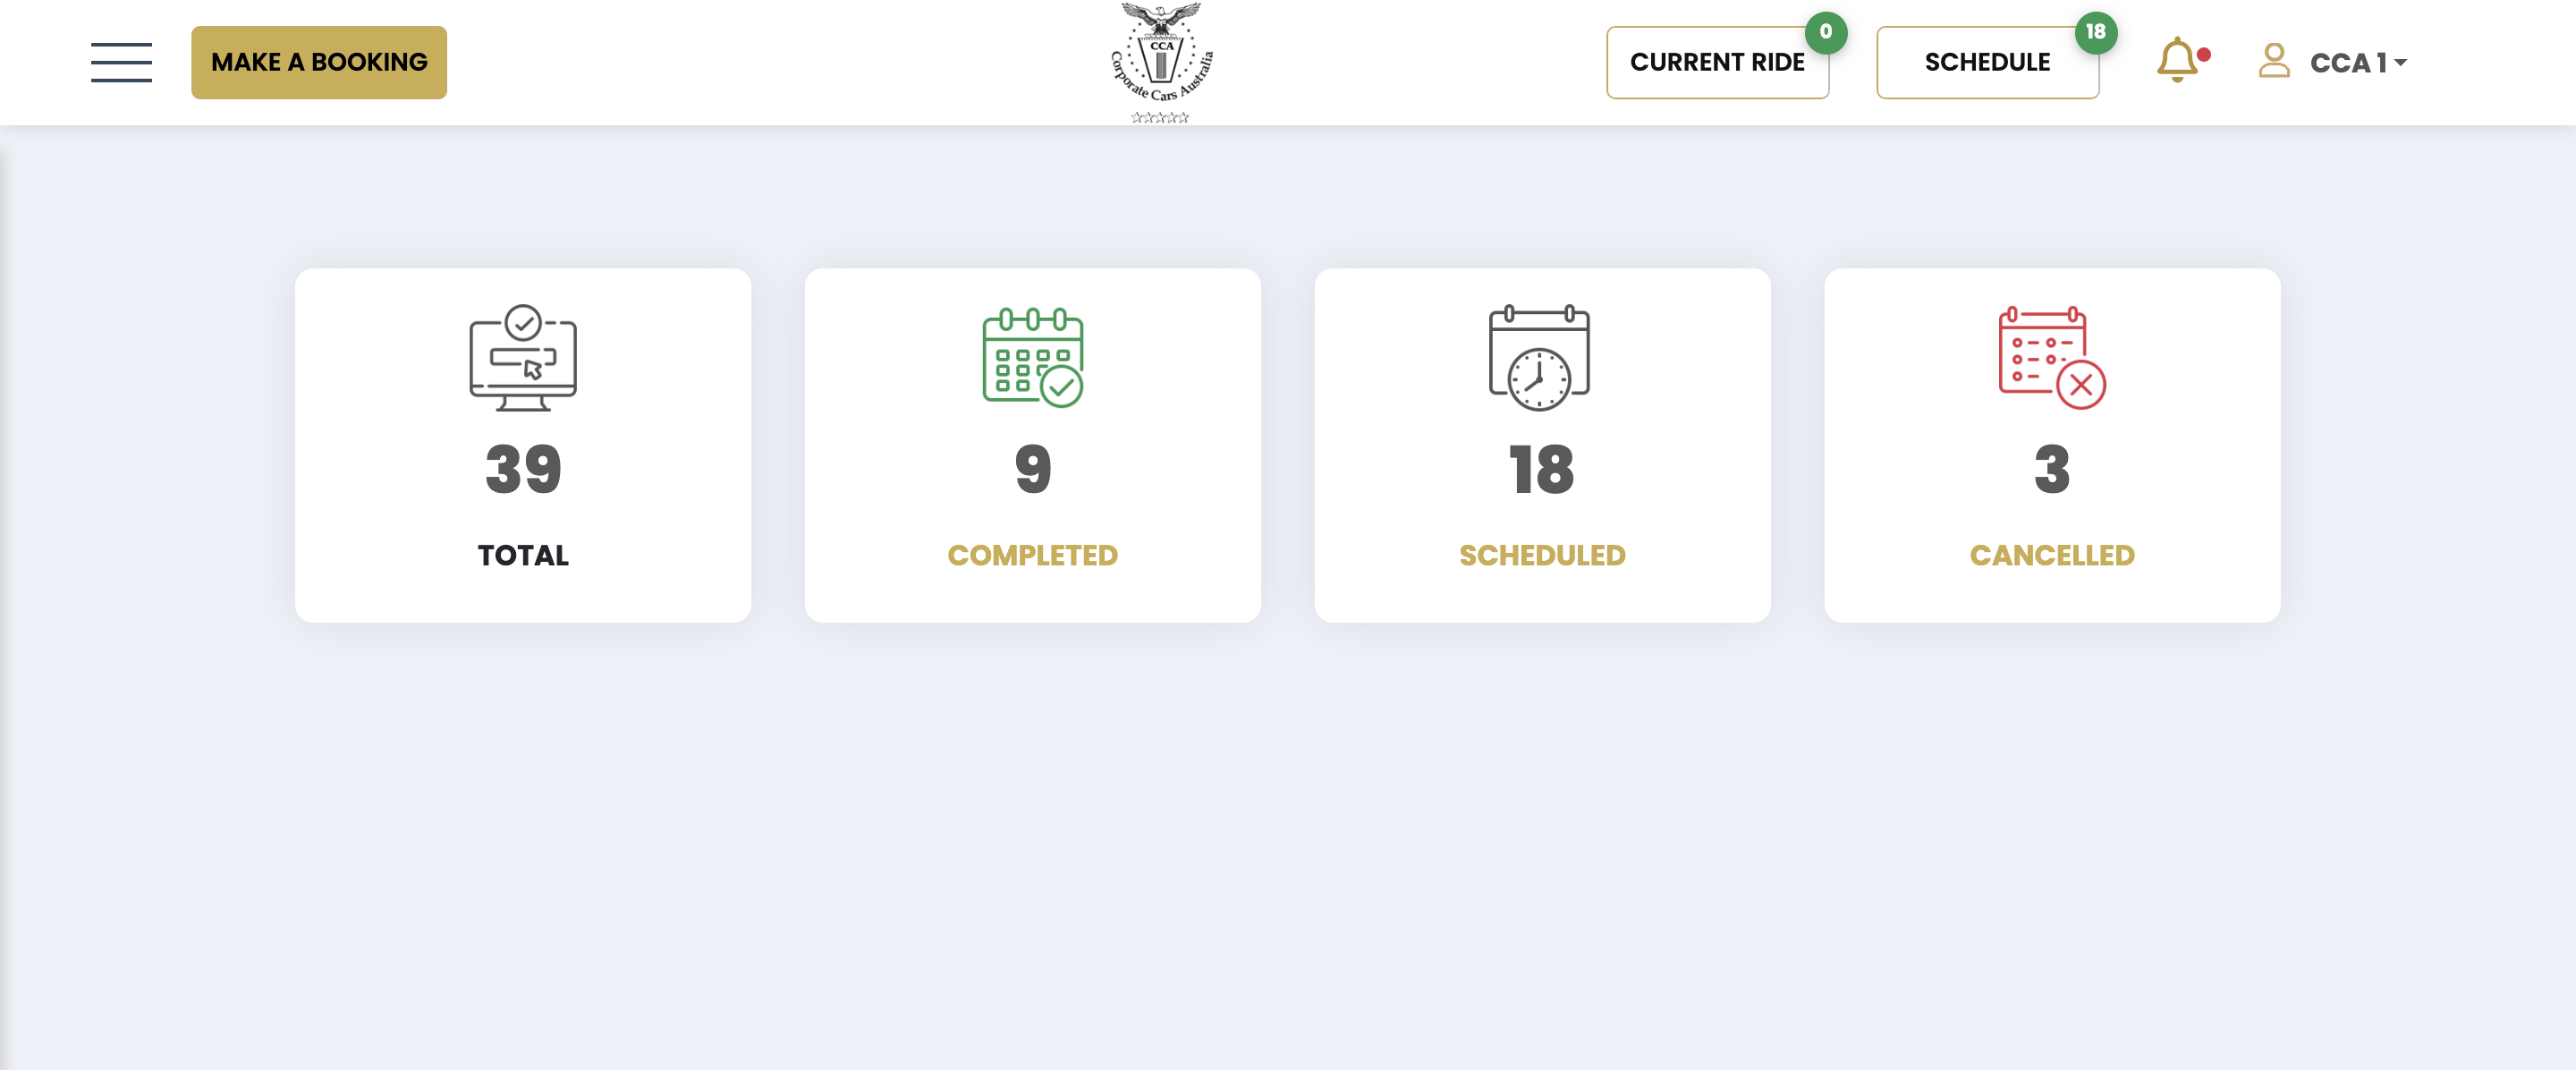 MAKE A BOOKING
CCA
Corporate Cars Australia
CURRENT RIDE
0
SCHEDULE
18
CCA 1
39
TOTAL
9
COMPLETED
18
SCHEDULED
3
CANCELLED